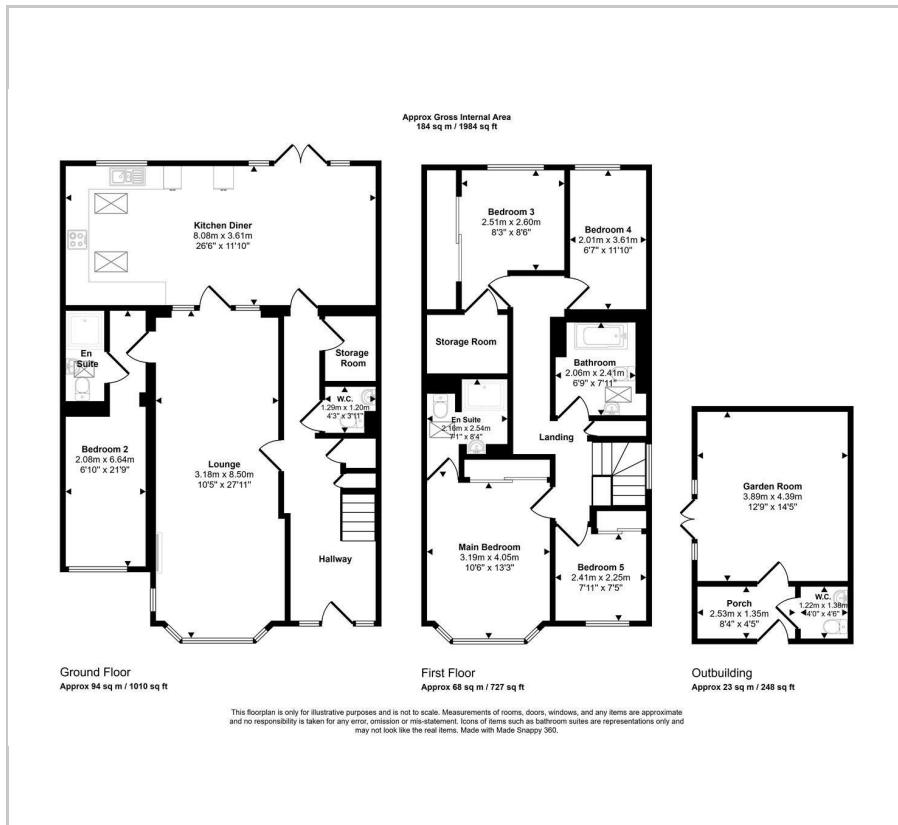 Approx Gross Internal Area
184 sq m / 1984 sq ft
Kitchen Diner
8.08m x 3.61m
26'6" x 11'10"
En
Suite
Storage
Room
W.C.
1.29m x 1.20m
4'3" x 3'11"
Bedroom 2
2.08m x 6.64m
6'10" x 21'9"
Lounge
3.18m x 8.50m
10'5" x 27'11"
Hallway
Ground Floor
Approx 94 sq m / 1010 sq ft
Bedroom 3
2.51m x 2.60m
8'3" x 8'6"
Bedroom 4
2.01m x 3.61m
6'7" x 11'10"
Storage Room
Bathroom
2.06m x 2.41m
6'9" x 7'11"
En Suite
2.16m x 2.54m
7'1" x 8'4"
Landing
Main Bedroom
3.19m x 4.05m
10'6" x 13'3"
Bedroom 5
2.41m x 2.25m
7'11" x 7'5"
First Floor
Approx 68 sq m / 727 sq ft
Garden Room
3.89m x 4.39m
12'9" x 14'5"
Porch
2.53m x 1.35m
8'4" x 4'5"
W.C.
1.22m x 1.38m
4'0" x 4'6"
Outbuilding
Approx 23 sq m / 248 sq ft
This floorplan is only for illustrative purposes and is not to scale. Measurements of rooms, doors, windows, and any items are approximate
and no responsibility is taken for any error, omission or mis-statement. Icons of items such as bathroom suites are representations only and
may not look like the real items. Made with Made Snappy 360.